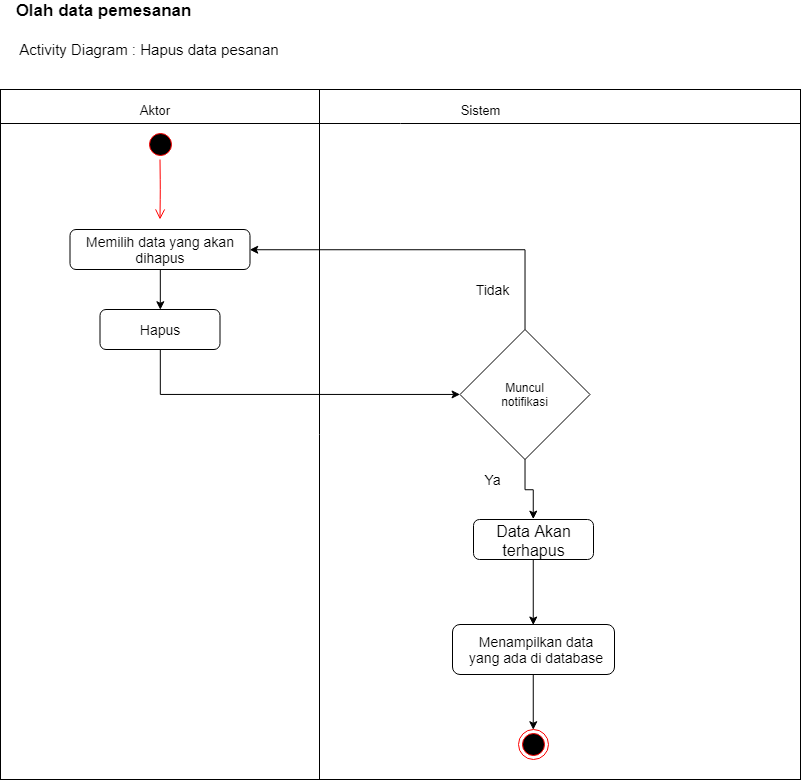 Olah data pemesanan
Activity Diagram : Hapus data pesanan
Aktor
Sistem
Memilih data yang akan
dihapus
Tidak
Hapus
Muncul
notifikasi
Ya
Data Akan
terhapus
Menampilkan data
yang ada di database